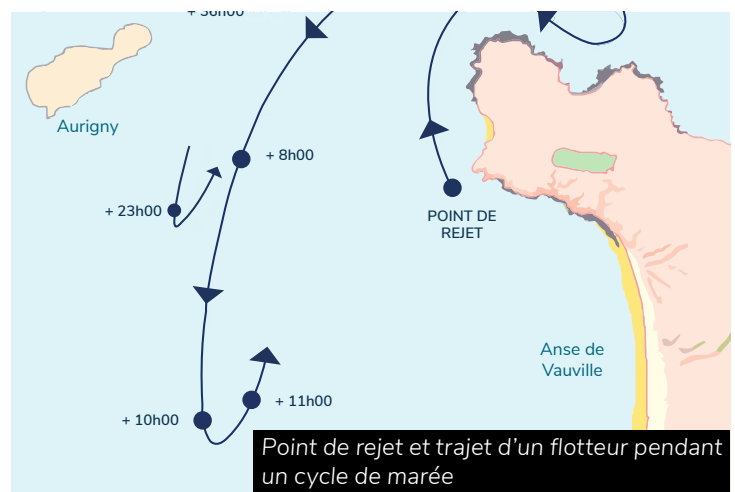 + 36h00
Aurigny
+ 8h00
+ 23h00
POINT DE
REJET
Anse de
Vauville
+ 11h00
+ 10h00
Point de rejet et trajet d’un flotteur pendant
un cycle de marée